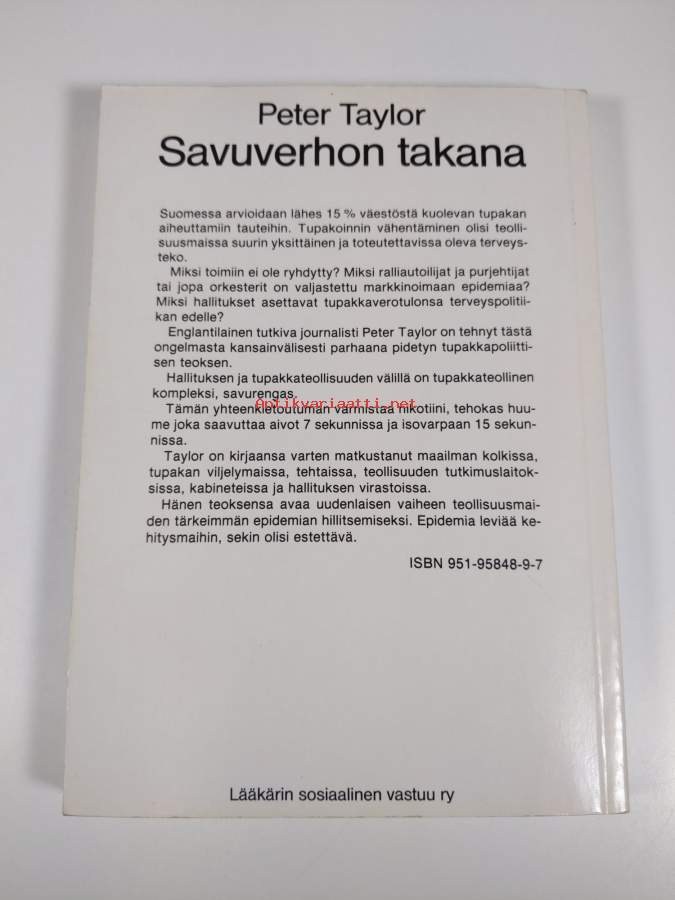 Peter Taylor
Savuverhon takana
Suomessa arvioidaan lähes 15 % väestöstä kuolevan tupakan
aiheuttamiin tauteihin. Tupakoinnin vähentäminen olisi teolli-
suusmaissa suurin yksittäinen ja toteutettavissa oleva terveys-
teko.
Miksi toimiin ei ole ryhdytty? Miksi ralliautoilijat ja purjehtijat
tai jopa orkesterit on valjastettu markkinoimaan epidemiaa?
Miksi hallitukset asettavat tupakkaverotulonsa terveyspolitii-
kan edelle?
Englantilainen tutkiva journalisti Peter Taylor on tehnyt tästä
ongelmasta kansainvälisesti parhaana pidetyn tupakkapoliitti-
sen teoksen.
Hallituksen ja tupakkateollisuuden välillä on tupakkateollinen
kompleksi, savurengas.
Antikvariaatti.net
Tämän yhteenkietoutuman varmistaa nikotiini, tehokas huu-
me joka saavuttaa aivot 7 sekunnissa ja isovarpaan 15 sekun-
nissa.
Taylor on kirjaansa varten matkustanut maailman kolkissa,
tupakan viljelymaissa, tehtaissa, teollisuuden tutkimuslaitok-
sissa, kabineteissa ja hallituksen virastoissa.
Hänen teoksensa avaa uudenlaisen vaiheen teollisuusmai-
den tärkeimmän epidemian hillitsemiseksi. Epidemia leviää ke-
hitysmaihin, sekin olisi estettävä.
ISBN 951-95848-9-7
Lääkärin sosiaalinen vastuu ry